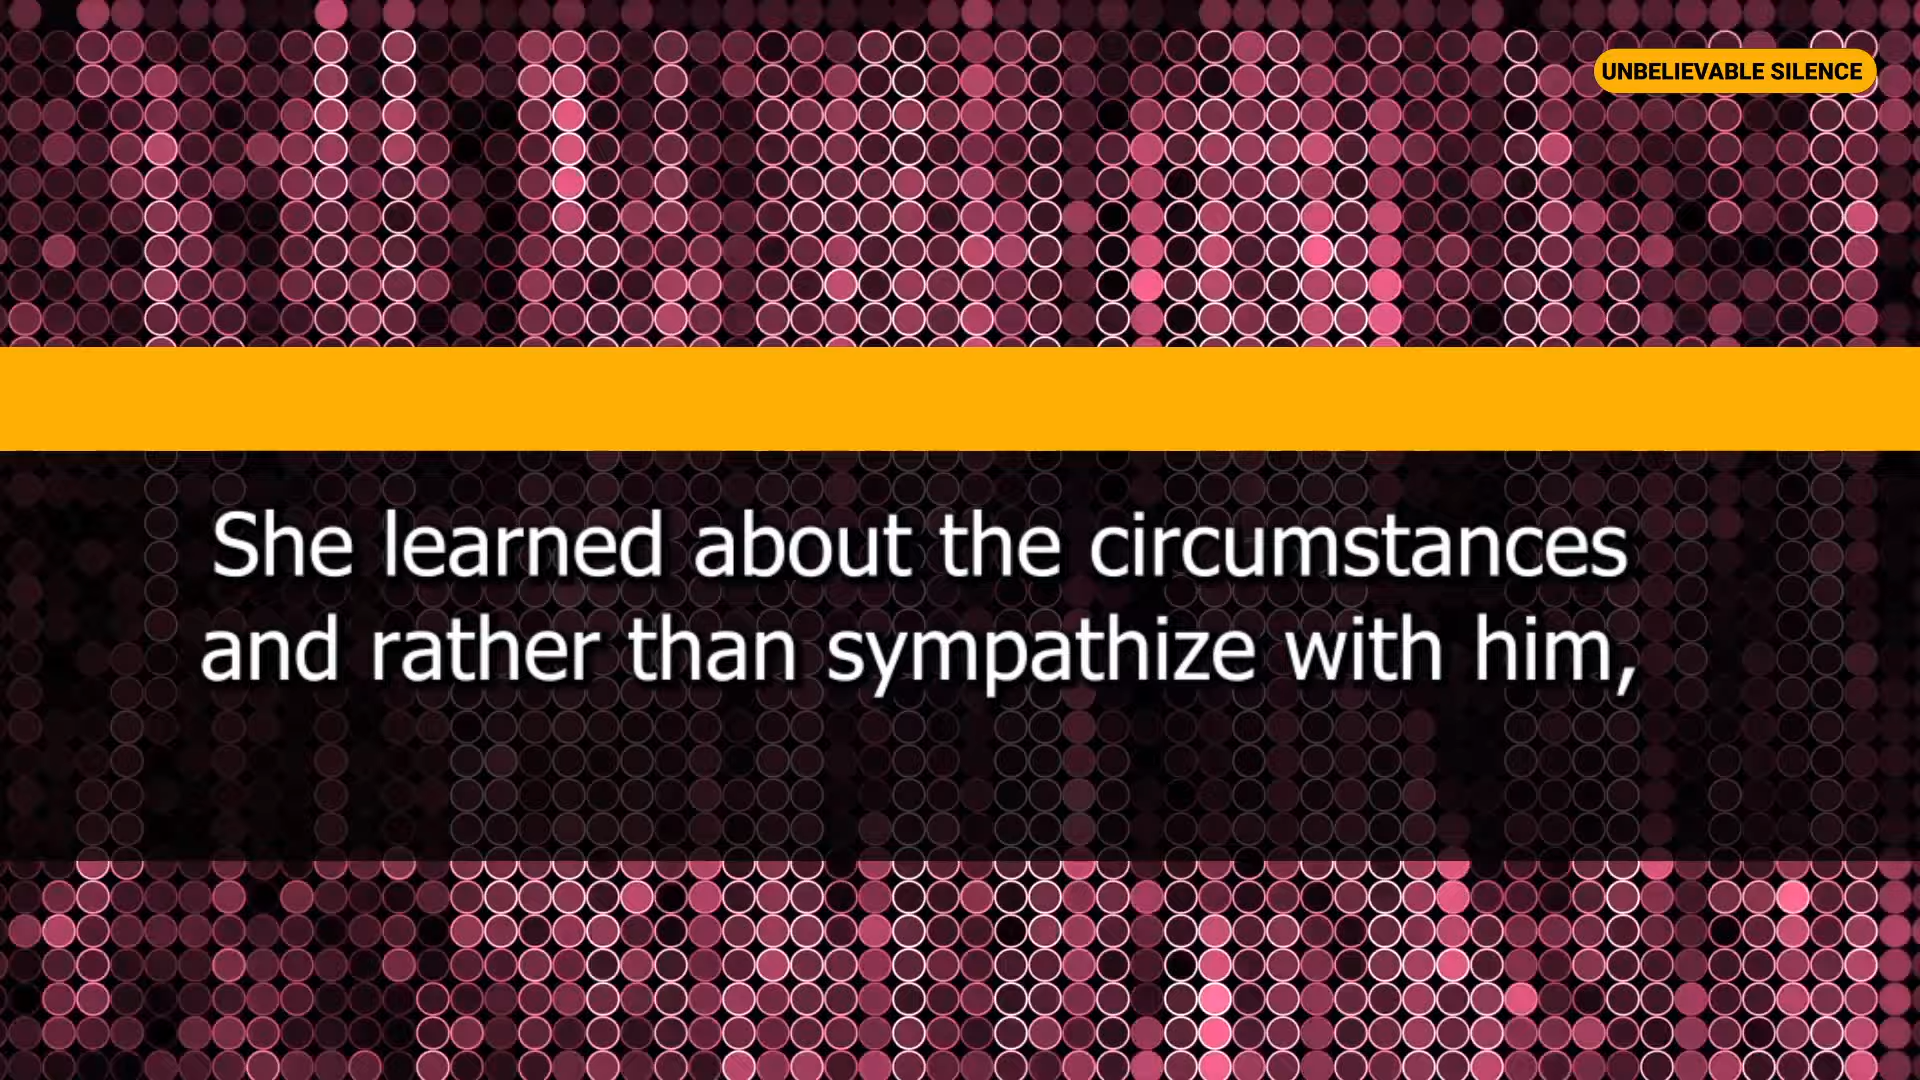 UNBELIEVABLE SILENCE
She learned about the circumstances
and rather than sympathize with him,